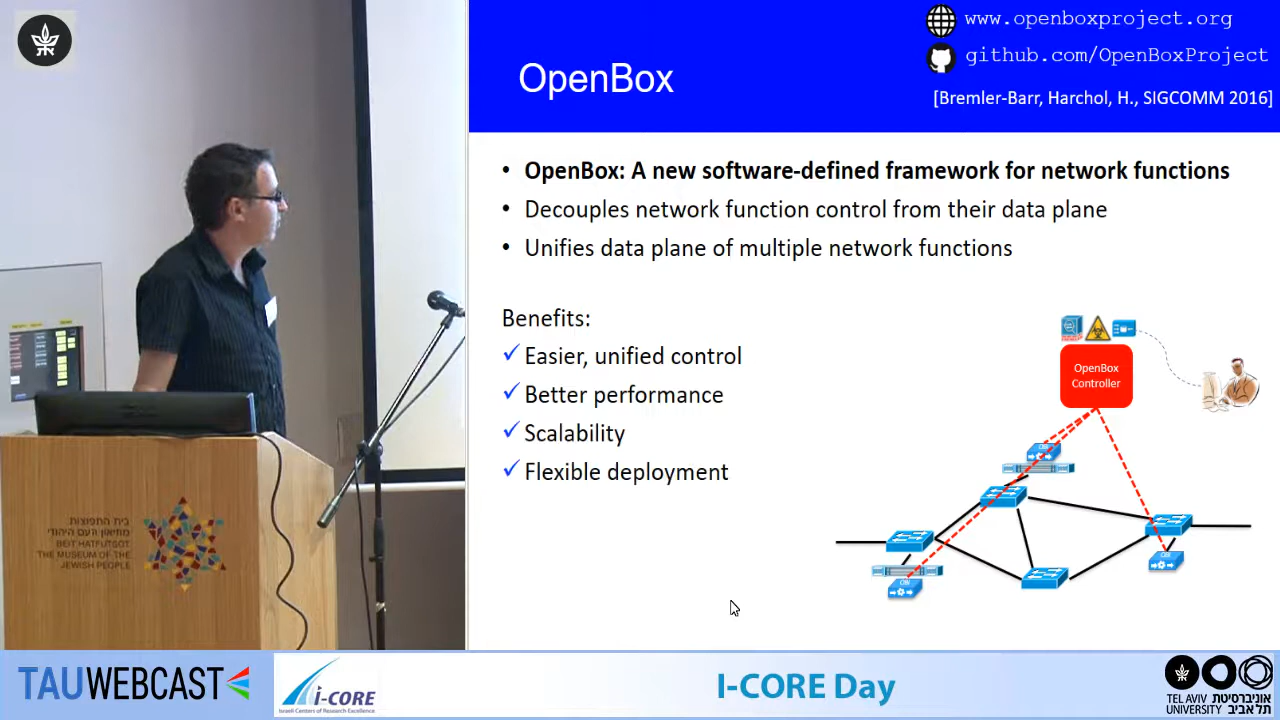 www.openboxproject.org
github.com/OpenBoxProject
OpenBox
[Bremler-Barr, Harchol, H., SIGCOMM 2016]
• OpenBox: A new software-defined framework for network functions
• Decouples network function control from their data plane
• Unifies data plane of multiple network functions
Benefits:
✓ Easier, unified control
✓ Better performance
✓ Scalability
✓ Flexible deployment
OpenBox
Controller
OBI
OBI
OBI
בית התפוצות
מוזיאון העם היהודי
BEIT HATFUTSOT
THE MUSEUM OF THE
JEWISH PEOPLE
TAUWEBCAST
i-CORE
Israeli Centers of Research Excellence
I-CORE Day
TEL AVIV
UNIVERSITY
אוניברסיטת
תל אביב